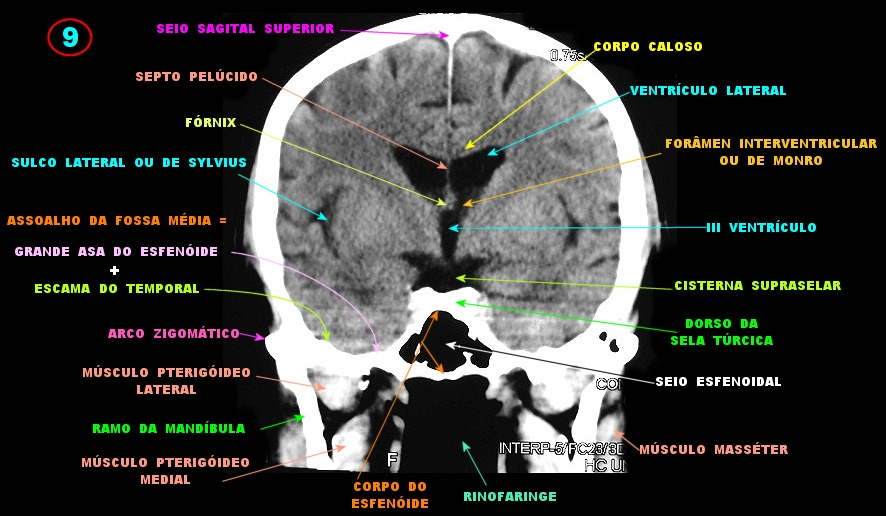 9
SEIO SAGITAL SUPERIOR
CORPO CALOSO
0.75s
SEPTO PELÚCIDO
VENTRÍCULO LATERAL
FÓRNIX
FORÂMEN INTERVENTRICULAR
OU DE MONRO
SULCO LATERAL OU DE SYLVIUS
ASSOALHO DA FOSSA MÉDIA =
III VENTRÍCULO
GRANDE ASA DO ESFENÓIDE
+
ESCAMA DO TEMPORAL
CISTERNA SUPRASELAR
ARCO ZIGOMÁTICO
DORSO DA
SELA TÚRCICA
MÚSCULO PTERIGÓIDEO
LATERAL
SEIO ESFENOIDAL
RAMO DA MANDÍBULA
MÚSCULO MASSÉTER
MÚSCULO PTERIGÓIDEO
MEDIAL
F
HC
CORPO DO
ESFENÓIDE
RINOFARINGE